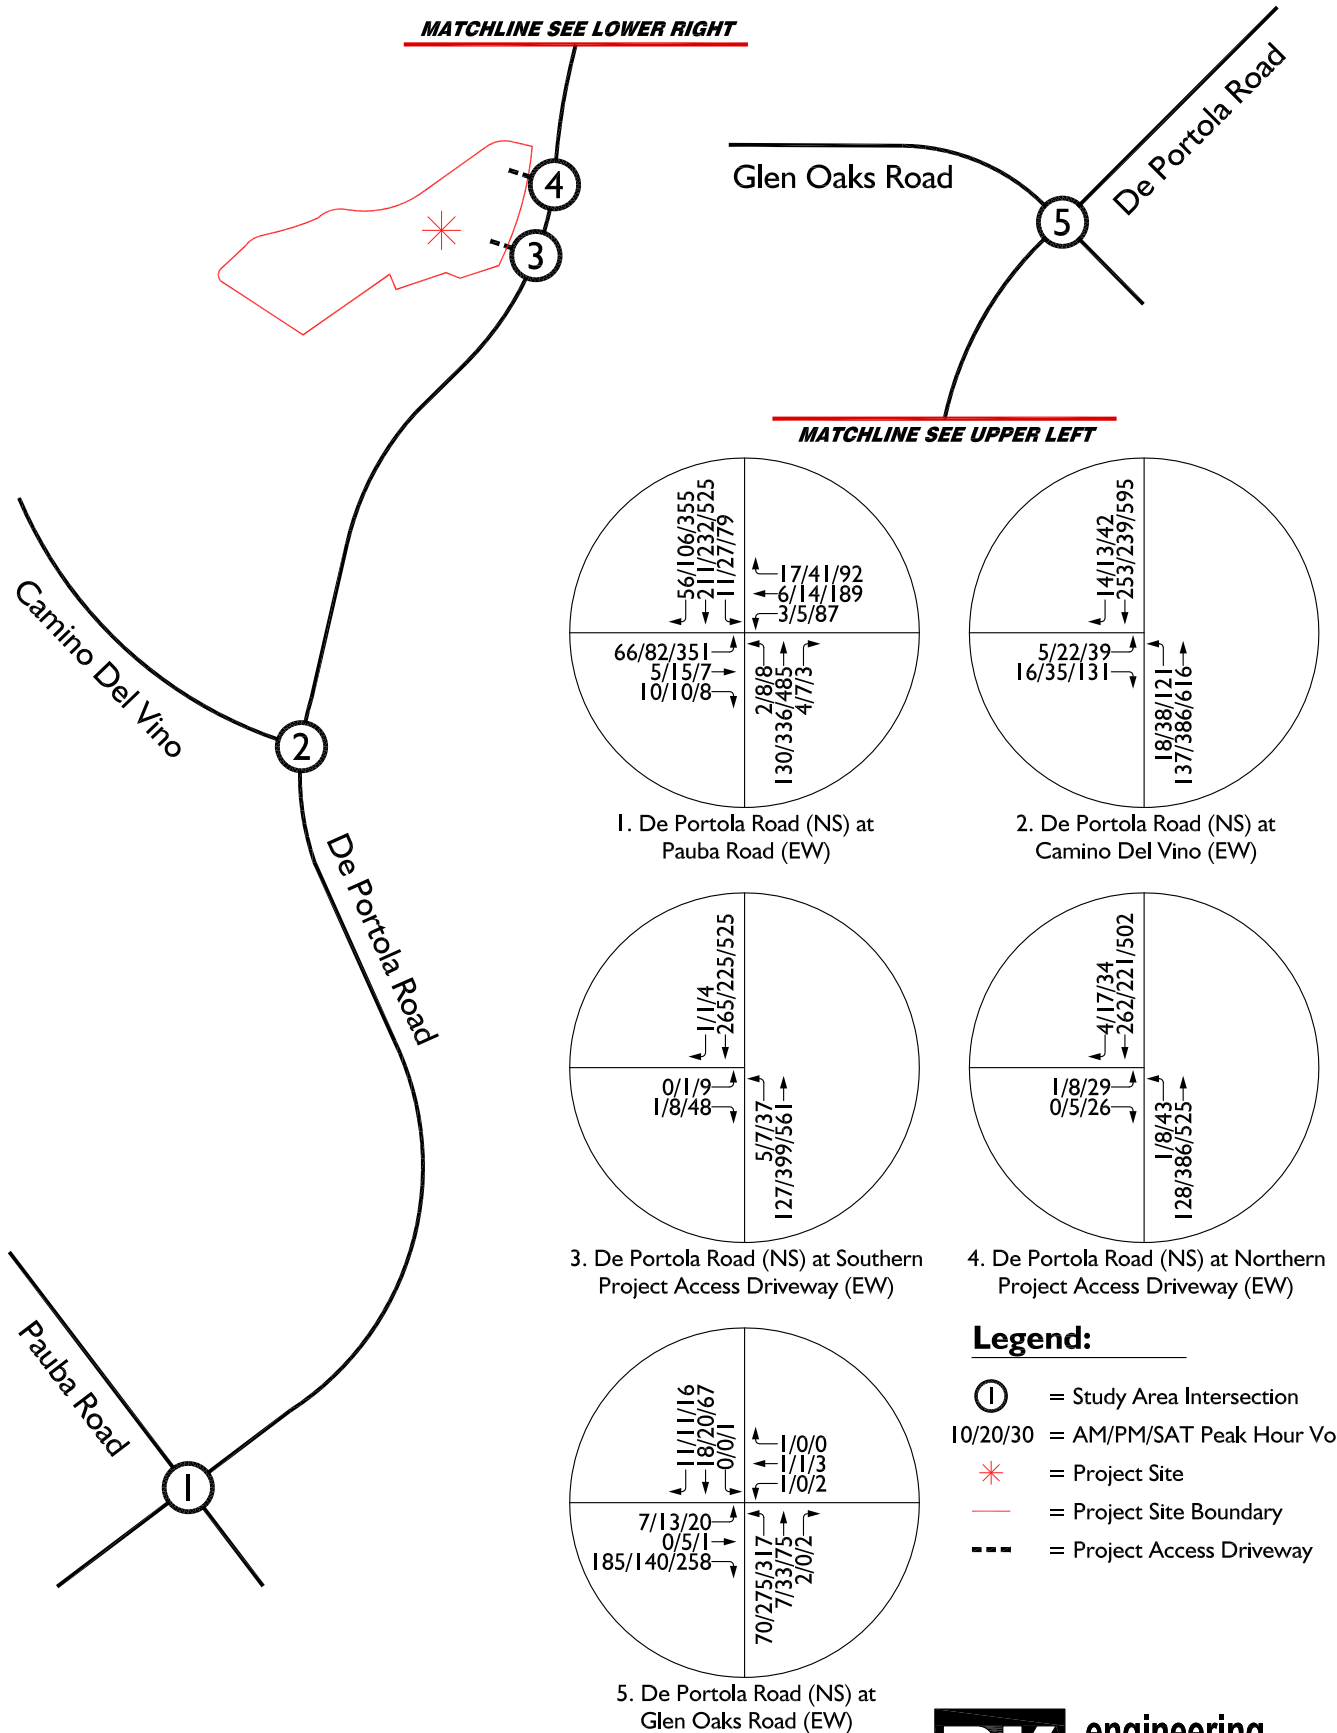 MATCHLINE SEE LOWER RIGHT
4
3
Glen Oaks Road
De Portola Road
5
MATCHLINE SEE UPPER LEFT
Camino Del Vino
2
De Portola Road
Pauba Road
1
56/106/355
211/232/525
11/27/79
17/41/92
6/14/189
3/5/87
66/82/351
5/15/7
10/10/8
2/8/8
130/336/485
4/7/3
1. De Portola Road (NS) at
Pauba Road (EW)
14/13/42
253/239/595
5/22/39
16/35/131
18/38/121
137/386/616
2. De Portola Road (NS) at
Camino Del Vino (EW)
1/1/4
265/225/525
0/1/9
1/8/48
5/7/37
127/399/561
3. De Portola Road (NS) at Southern
Project Access Driveway (EW)
4/17/34
262/221/502
1/8/29
0/5/26
1/8/43
128/386/525
4. De Portola Road (NS) at Northern
Project Access Driveway (EW)
11/11/16
18/20/67
0/0/1
1/0/0
1/1/3
1/0/2
7/13/20
0/5/1
185/140/258
70/275/317
7/33/75
2/0/2
5. De Portola Road (NS) at
Glen Oaks Road (EW)
Legend:
1 = Study Area Intersection
10/20/30 = AM/PM/SAT Peak Hour Vo
= Project Site
= Project Site Boundary
= Project Access Driveway
engineering